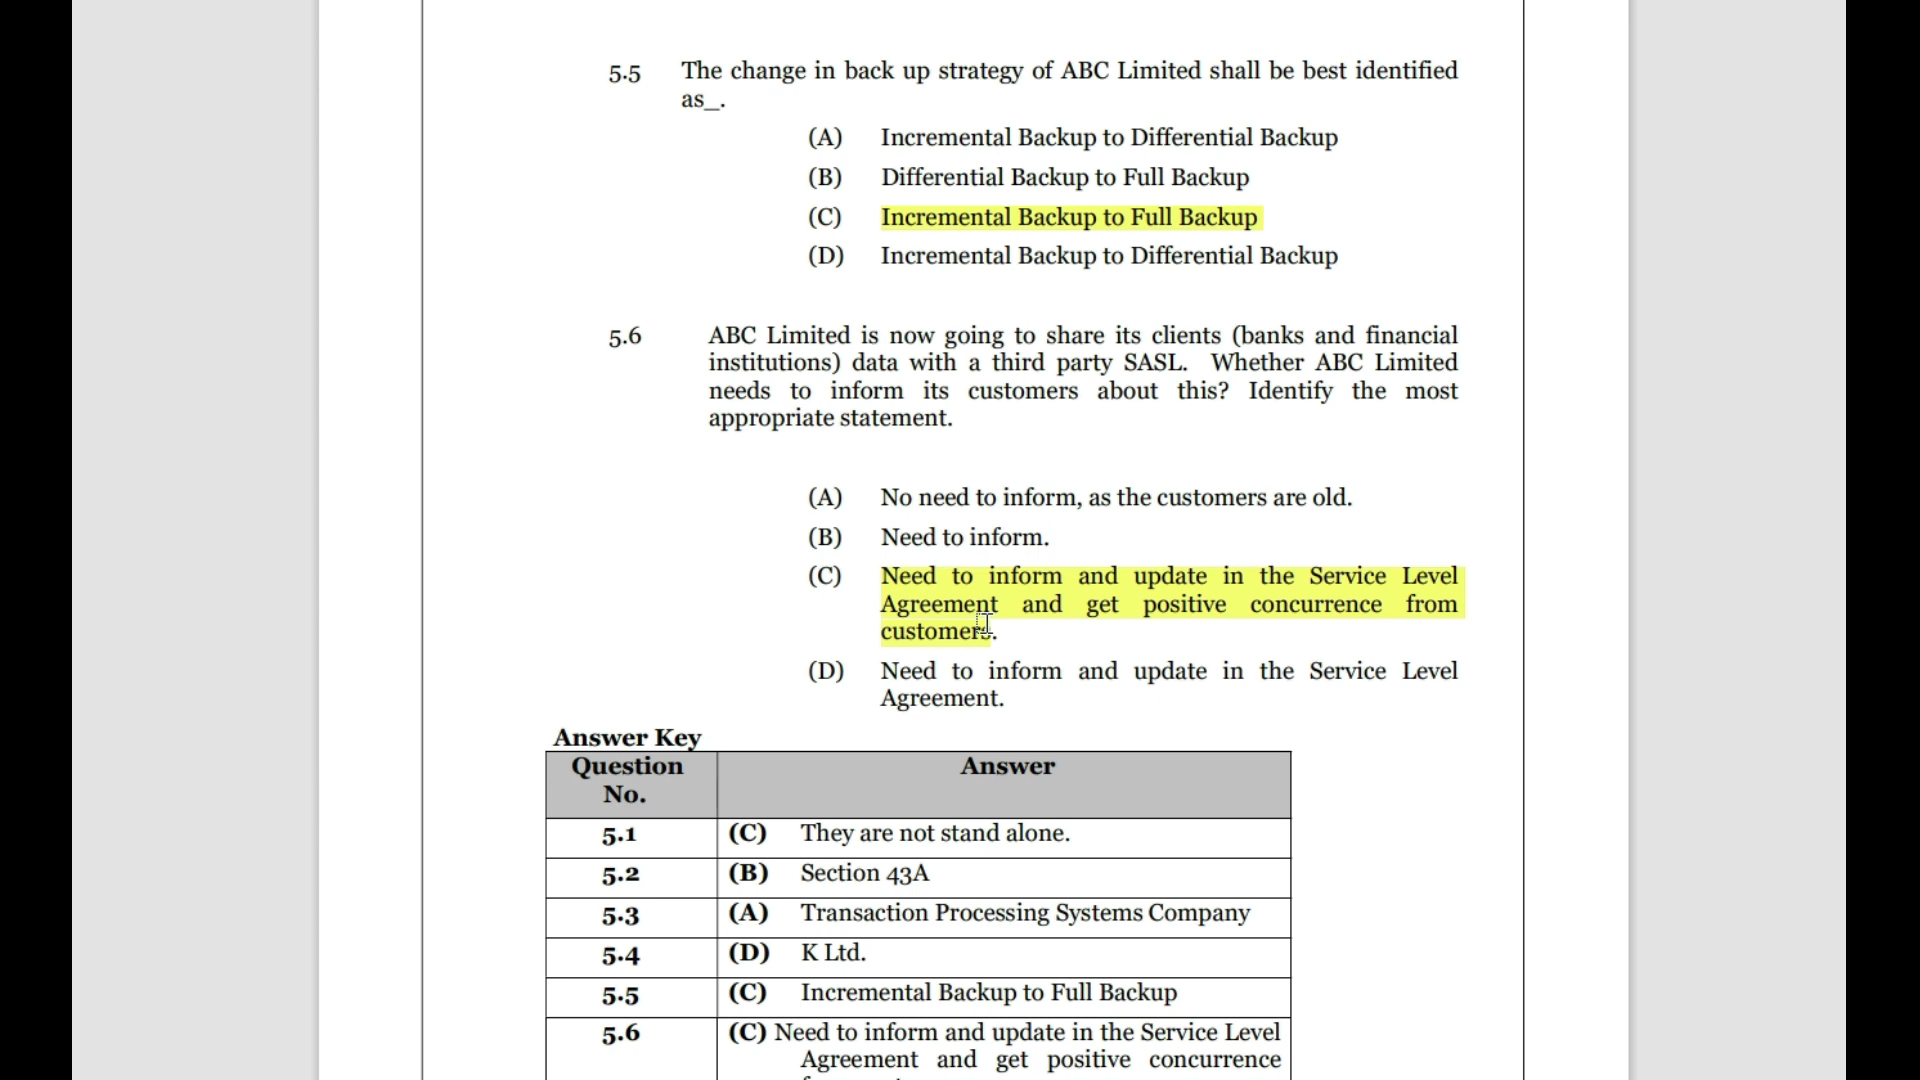 5.5 The change in back up strategy of ABC Limited shall be best identified
as_.
(A) Incremental Backup to Differential Backup
(B) Differential Backup to Full Backup
(C) Incremental Backup to Full Backup
(D) Incremental Backup to Differential Backup
5.6 ABC Limited is now going to share its clients (banks and financial
institutions) data with a third party SASL. Whether ABC Limited
needs to inform its customers about this? Identify the most
appropriate statement.
(A) No need to inform, as the customers are old.
(B) Need to inform.
(C) Need to inform and update in the Service Level
Agreement and get positive concurrence from
customers.
(D) Need to inform and update in the Service Level
Agreement.
Answer Key
Question Answer
No.
5.1 (C) They are not stand alone.
5.2 (B) Section 43A
5.3 (A) Transaction Processing Systems Company
5.4 (D) K Ltd.
5.5 (C) Incremental Backup to Full Backup
5.6 (C) Need to inform and update in the Service Level
Agreement and get positive concurrence